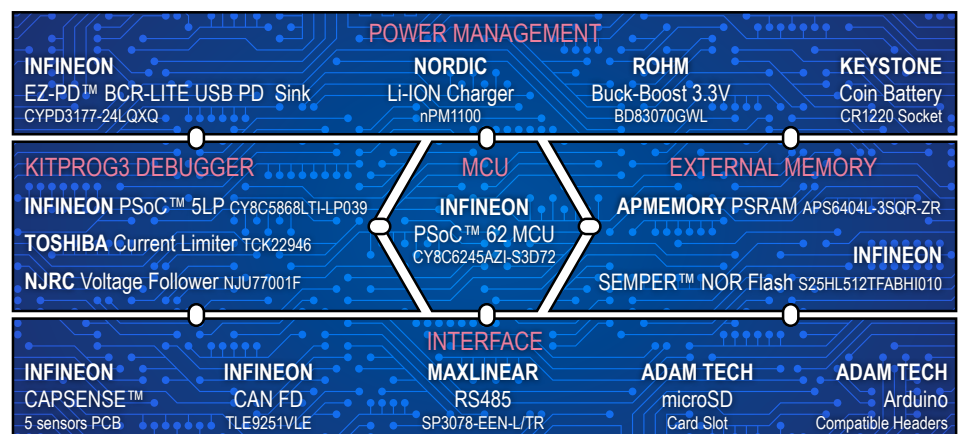 POWER MANAGEMENT
INFINEON
EZ-PD™ BCR-LITE USB PD Sink
CYPD3177-24LQXQ
NORDIC
Li-ION Charger
nPM1100
ROHM
Buck-Boost 3.3V
BD83070GWL
KEYSTONE
Coin Battery
CR1220 Socket
KITPROG3 DEBUGGER
INFINEON PSoC™ 5LP CY8C5868LTI-LP039
TOSHIBA Current Limiter TCK22946
NJRC Voltage Follower NJU77001F
MCU
INFINEON
PSoC™ 62 MCU
CY8C6245AZI-S3D72
EXTERNAL MEMORY
APMEMORY PSRAM APS6404L-3SQR-ZR
INFINEON
SEMPER™ NOR Flash S25HL512TFABHI010
INTERFACE
INFINEON
CAPSENSE™
5 sensors PCB
INFINEON
CAN FD
TLE9251VLE
MAXLINEAR
RS485
SP3078-EEN-L/TR
ADAM TECH
microSD
Card Slot
ADAM TECH
Arduino
Compatible Headers